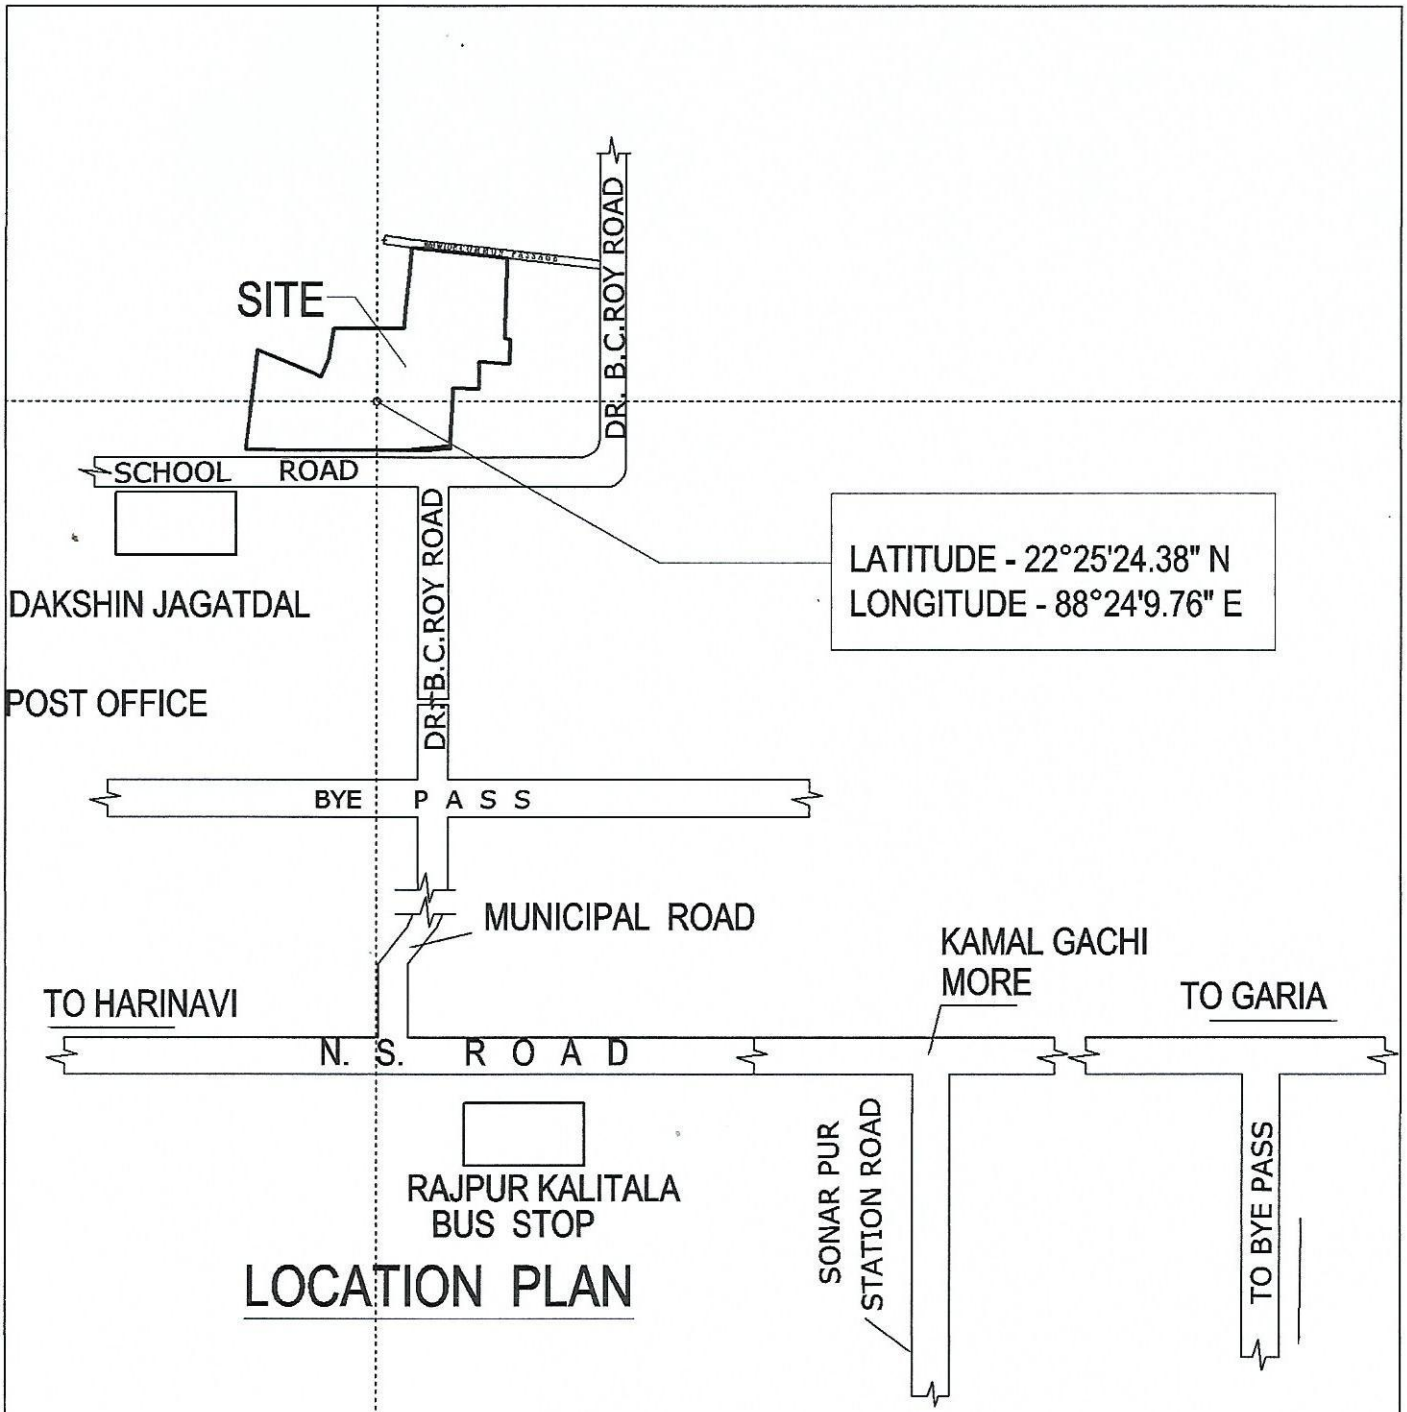 DR. B.C.ROY ROAD
PASSAGE
SITE
SCHOOL ROAD
DAKSHIN JAGATDAL
POST OFFICE
DR. B.C.ROY ROAD
LATITUDE - 22°25'24.38" N
LONGITUDE - 88°24'9.76" E
BYE PASS
MUNICIPAL ROAD
KAMAL GACHI
MORE
TO HARINAVI
TO GARIA
N. S. ROAD
RAJPUR KALITALA
BUS STOP
SONAR PUR
STATION ROAD
TO BYE PASS
LOCATION PLAN